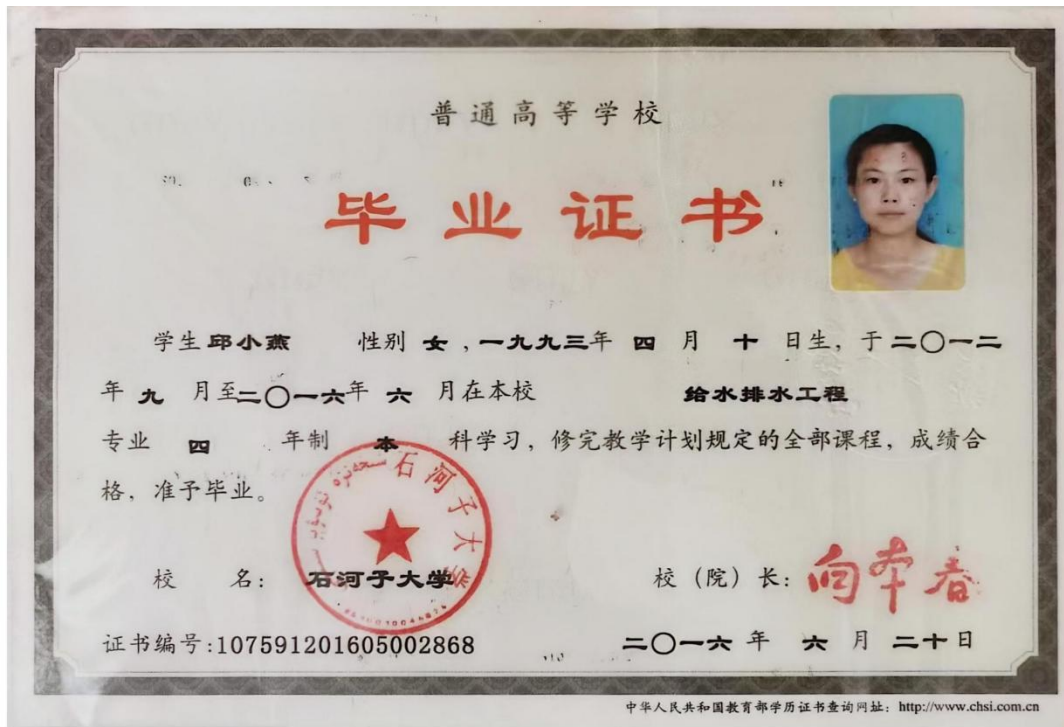 普通高等学校
毕业证书
学生 邱小燕 性别 女 ，一九九三年 四 月 十 日生，于 二〇一二
年 九 月至二〇一六年 六 月在本校 给水排水工程
专业 四 年制 本 科学习，修完教学计划规定的全部课程，成绩合
格，准予毕业。
石河子大学
校 名： 石河子大学 校（院）长：向本春
证书编号:107591201605002868 二〇一六 年 六 月 二十日
中华人民共和国教育部学历证书查询网址：http://www.chsi.com.cn